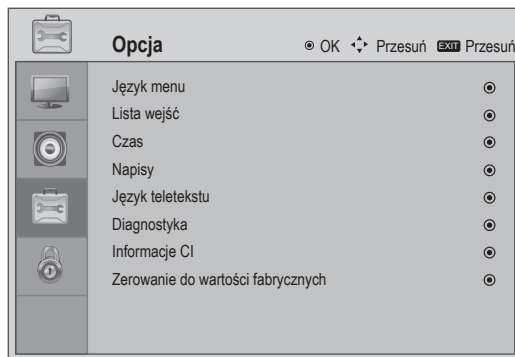 Opcja ⦿ OK Przesuń EXIT Przesuń
Język menu
Lista wejść
Czas
Napisy
Język teletekstu
Diagnostyka
Informacje CI
Zerowanie do wartości fabrycznych